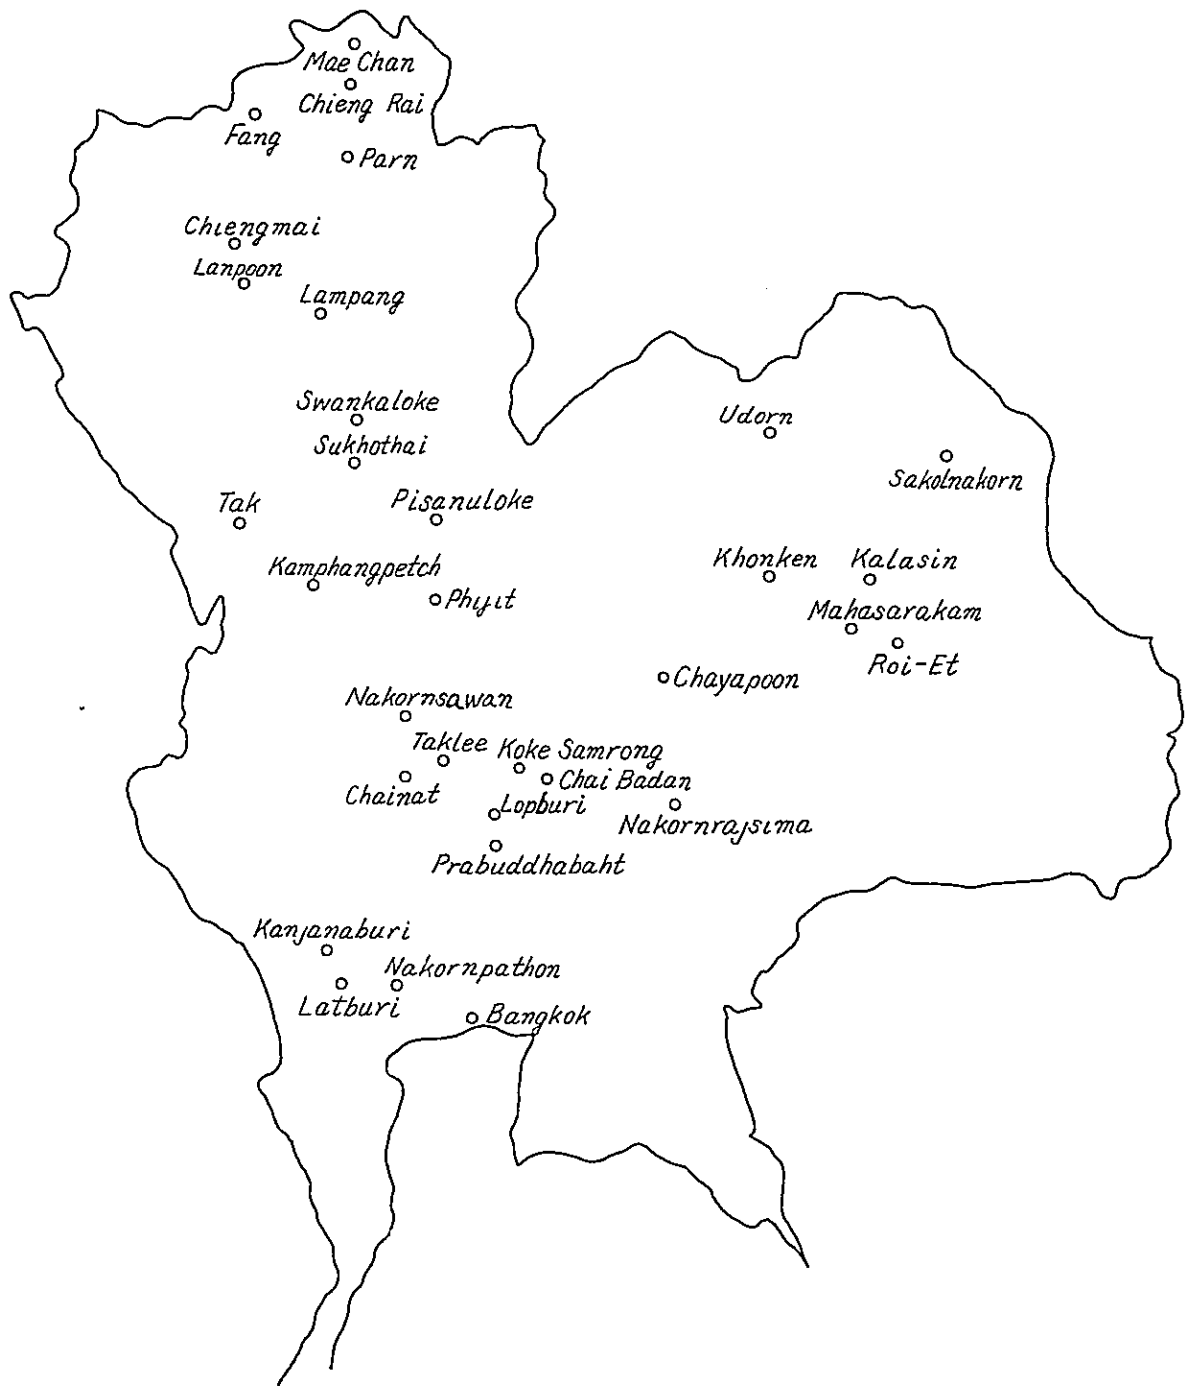 Mae Chan
Chieng Rai
Fang
Parn
Chiengmai
Lanpoon
Lampang
Swankaloke
Udorn
Sukhothai
Sakolnakorn
Tak
Pisanuloke
Khonken
Kalasin
Kamphangpetch
Phijit
Mahasarakam
Roi-Et
Chayapoon
Nakornsawan
Taklee
Koke Samrong
Chai Badan
Chainat
Lopburi
Nakornrajsima
Prabuddhabaht
Kanjanaburi
Nakornpathon
Latburi
Bangkok